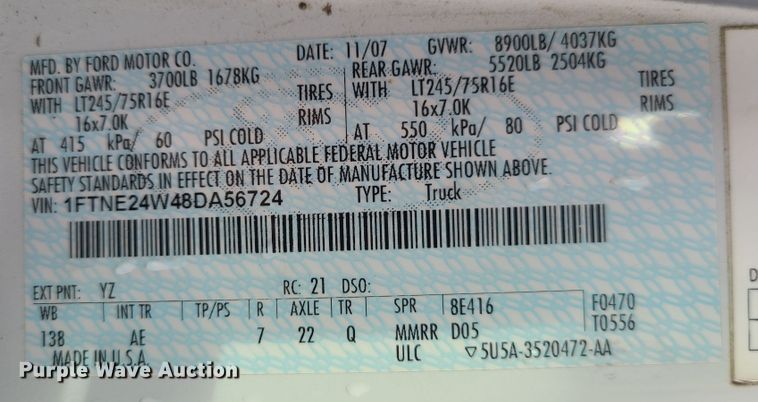 MFD. BY FORD MOTOR CO. DATE: 11/07 GVWR: 8900LB/ 4037KG
FRONT GAWR: 3700LB 1678KG REAR GAWR: 5520LB 2504KG
WITH LT245/75R16E TIRES WITH LT245/75R16E TIRES
16x7.0K RIMS 16x7.0K RIMS
AT 415 kPa/ 60 PSI COLD AT 550 kPa/ 80 PSI COLD
THIS VEHICLE CONFORMS TO ALL APPLICABLE FEDERAL MOTOR VEHICLE
SAFETY STANDARDS IN EFFECT ON THE DATE OF MANUFACTURE SHOWN ABOVE.
VIN: 1FTNE24W48DA56724 TYPE: Truck
EXT PNT: YZ RC: 21 DSO:
WB INT TR TP/PS R AXLE TR SPR 8E416 F0470
138 AE 7 22 Q MMRR D05 T0556
MADE IN U.S.A. ULC ▽5U5A-3520472-AA
Purple Wave Auction
D